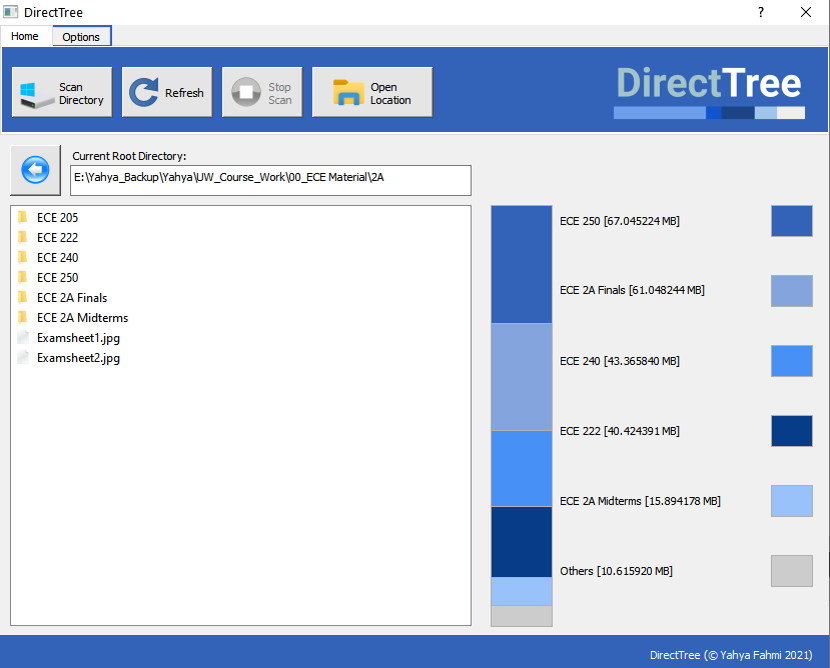 DirectTree
?
Home
Options
Scan
Directory
Refresh
Stop
Scan
Open
Location
DirectTree
Current Root Directory:
E:\Yahya_Backup\Yahya\UW_Course_Work\00_ECE Material\2A
ECE 205
ECE 222
ECE 240
ECE 250
ECE 2A Finals
ECE 2A Midterms
Examsheet1.jpg
Examsheet2.jpg
ECE 250 [67.045224 MB]
ECE 2A Finals [61.048244 MB]
ECE 240 [43.365840 MB]
ECE 222 [40.424391 MB]
ECE 2A Midterms [15.894178 MB]
Others [10.615920 MB]
DirectTree (© Yahya Fahmi 2021)